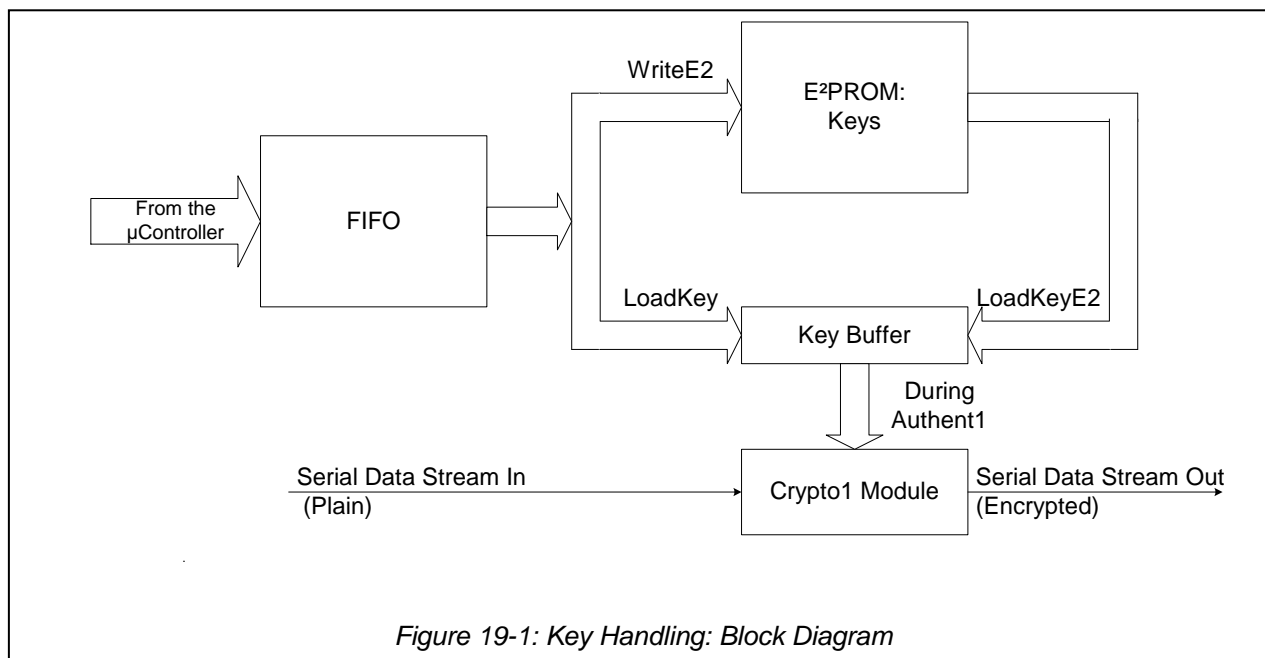 WriteE2
E²PROM:
Keys
From the
µController
FIFO
LoadKey
LoadKeyE2
Key Buffer
During
Authent1
Serial Data Stream In
(Plain)
Crypto1 Module
Serial Data Stream Out
(Encrypted)
Figure 19-1: Key Handling: Block Diagram